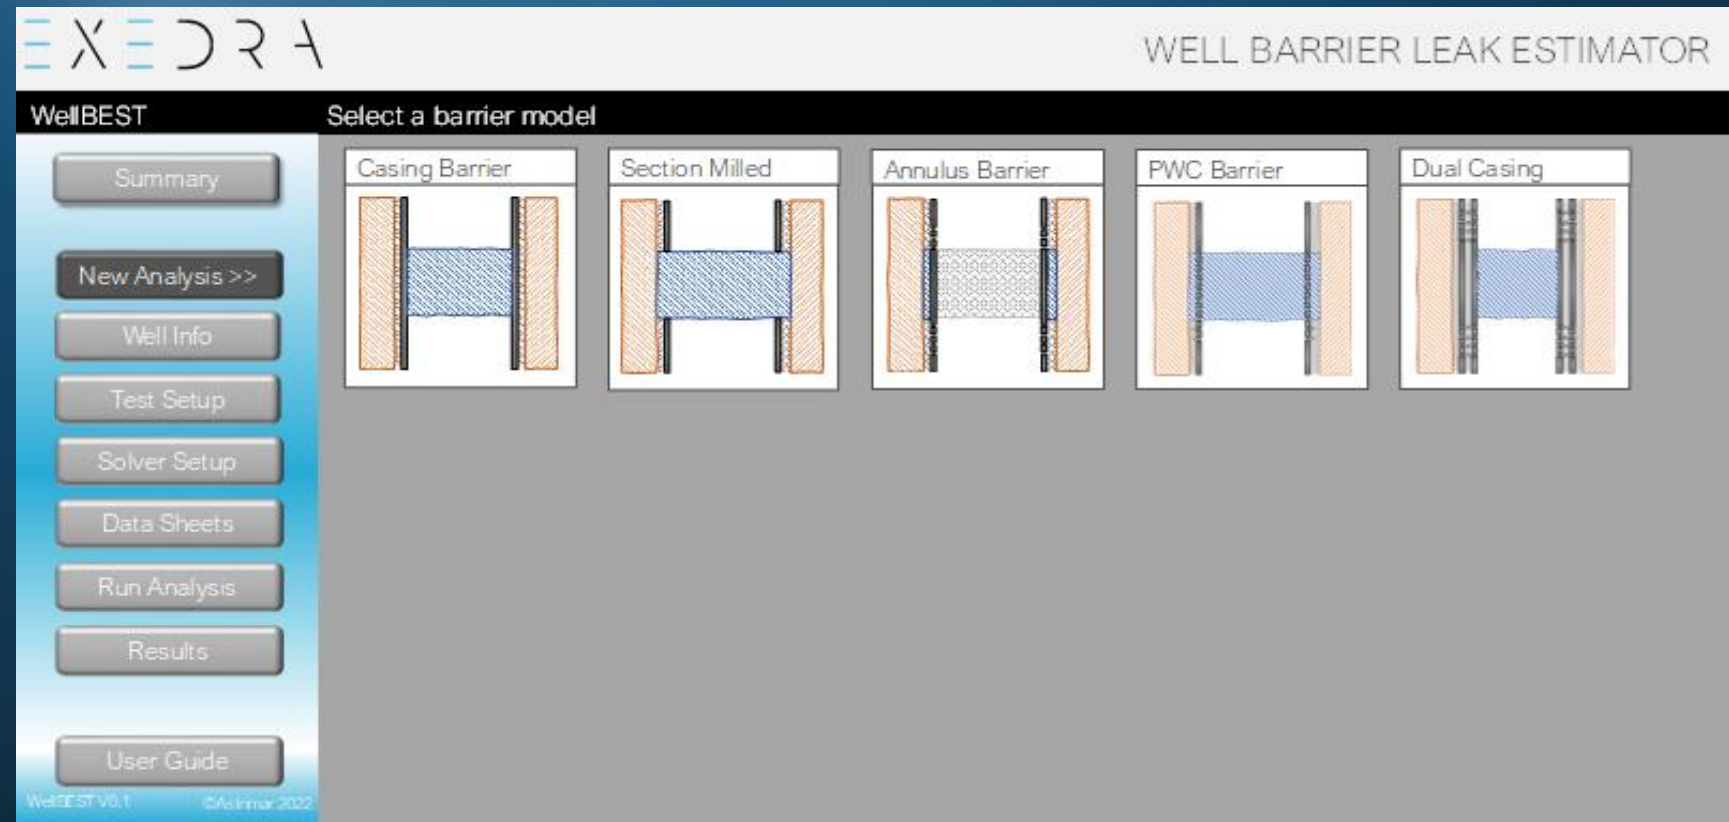 EXEDRA
WELL BARRIER LEAK ESTIMATOR
WellBEST
Select a barrier model
Summary
New Analysis >>
Well Info
Test Setup
Solver Setup
Data Sheets
Run Analysis
Results
User Guide
WellBEST V0.1
©Astrimar 2022
Casing Barrier
Section Milled
Annulus Barrier
PWC Barrier
Dual Casing